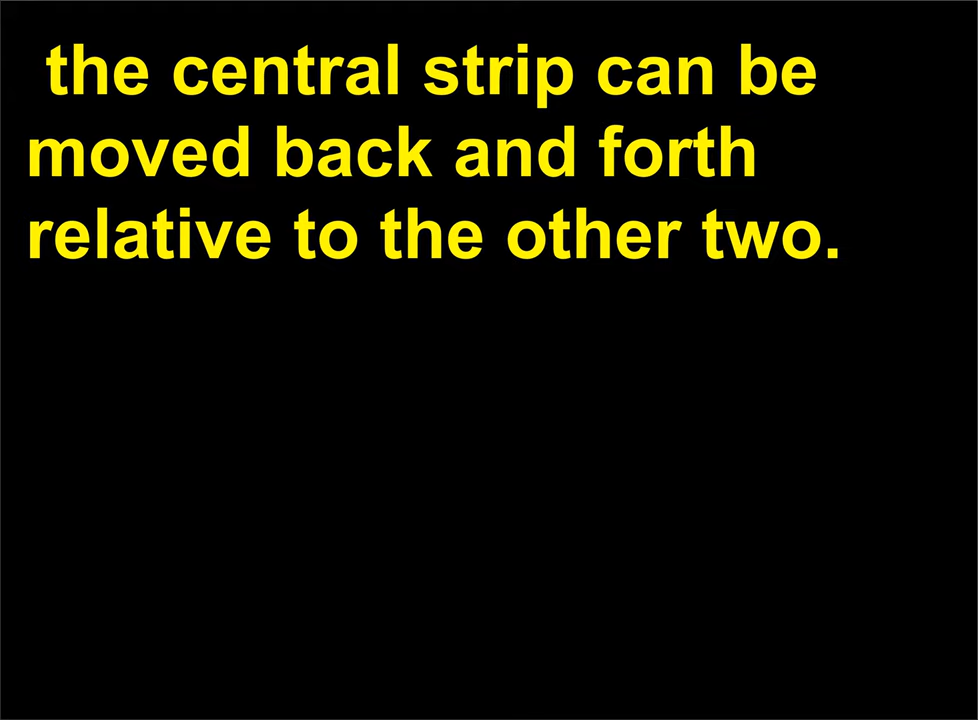 the central strip can be
moved back and forth
relative to the other two.